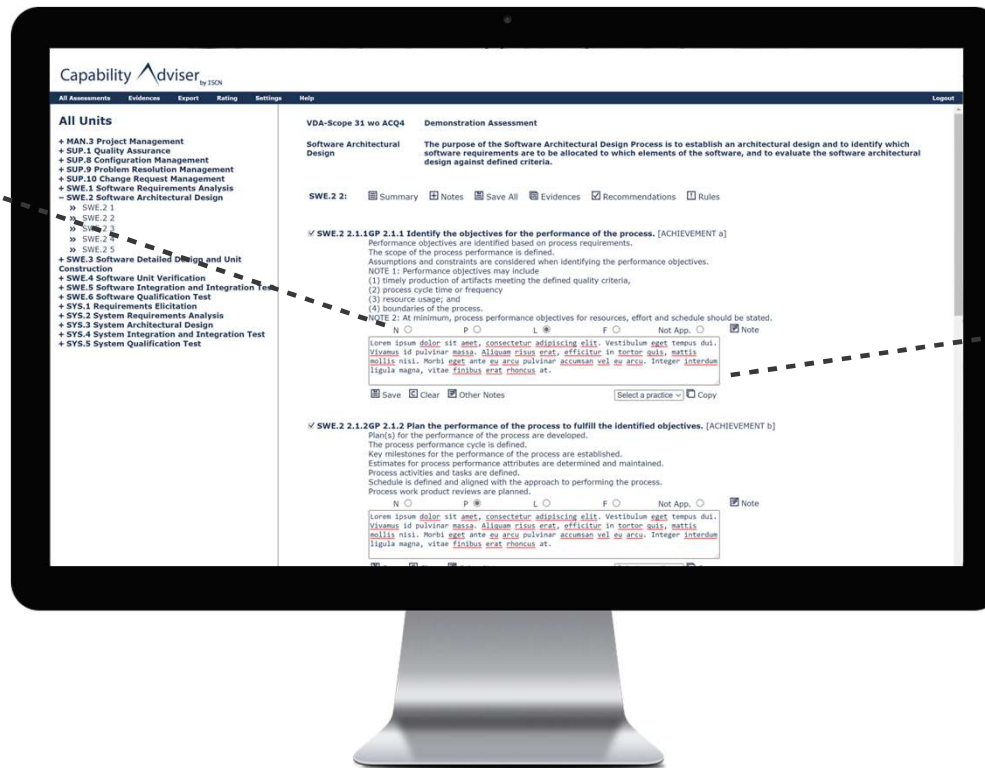 Capability Adviser by ISCN
All Assessments Evidences Export Rating Settings Help Logout
All Units
+ MAN.3 Project Management
+ SUP.1 Quality Assurance
+ SUP.8 Configuration Management
+ SUP.9 Problem Resolution Management
+ SUP.10 Change Request Management
+ SWE.1 Software Requirements Analysis
− SWE.2 Software Architectural Design
» SWE.2 1
» SWE.2 2
» SWE.2 3
» SWE.2 4
» SWE.2 5
+ SWE.3 Software Detailed Design and Unit
Construction
+ SWE.4 Software Unit Verification
+ SWE.5 Software Integration and Integration Test
+ SWE.6 Software Qualification Test
+ SYS.1 Requirements Elicitation
+ SYS.2 System Requirements Analysis
+ SYS.3 System Architectural Design
+ SYS.4 System Integration and Integration Test
+ SYS.5 System Qualification Test
VDA-Scope 31 wo ACQ4 Demonstration Assessment
Software Architectural
Design
The purpose of the Software Architectural Design Process is to establish an architectural design and to identify which
software requirements are to be allocated to which elements of the software, and to evaluate the software architectural
design against defined criteria.
SWE.2 2: Summary Notes Save All Evidences Recommendations Rules
SWE.2 2.1.1GP 2.1.1 Identify the objectives for the performance of the process. [ACHIEVEMENT a]
Performance objectives are identified based on process requirements.
The scope of the process performance is defined.
Assumptions and constraints are considered when identifying the performance objectives.
NOTE 1: Performance objectives may include
(1) timely production of artifacts meeting the defined quality criteria,
(2) process cycle time or frequency
(3) resource usage; and
(4) boundaries of the process.
NOTE 2: At minimum, process performance objectives for resources, effort and schedule should be stated.
N P L F Not App. Note
Lorem ipsum dolor sit amet, consectetur adipiscing elit. Vestibulum eget tempus dui.
Vivamus id pulvinar massa. Aliquam risus erat, efficitur in tortor quis, mattis
mollis nisi. Morbi eget ante eu arcu pulvinar accumsan vel eu arcu. Integer interdum
ligula magna, vitae finibus erat rhoncus at.
Save Clear Other Notes Select a practice Copy
SWE.2 2.1.2GP 2.1.2 Plan the performance of the process to fulfill the identified objectives. [ACHIEVEMENT b]
Plan(s) for the performance of the process are developed.
The process performance cycle is defined.
Key milestones for the performance of the process are established.
Estimates for process performance attributes are determined and maintained.
Process activities and tasks are defined.
Schedule is defined and aligned with the approach to performing the process.
Process work product reviews are planned.
N P L F Not App. Note
Lorem ipsum dolor sit amet, consectetur adipiscing elit. Vestibulum eget tempus dui.
Vivamus id pulvinar massa. Aliquam risus erat, efficitur in tortor quis, mattis
mollis nisi. Morbi eget ante eu arcu pulvinar accumsan vel eu arcu. Integer interdum
ligula magna, vitae finibus erat rhoncus at.